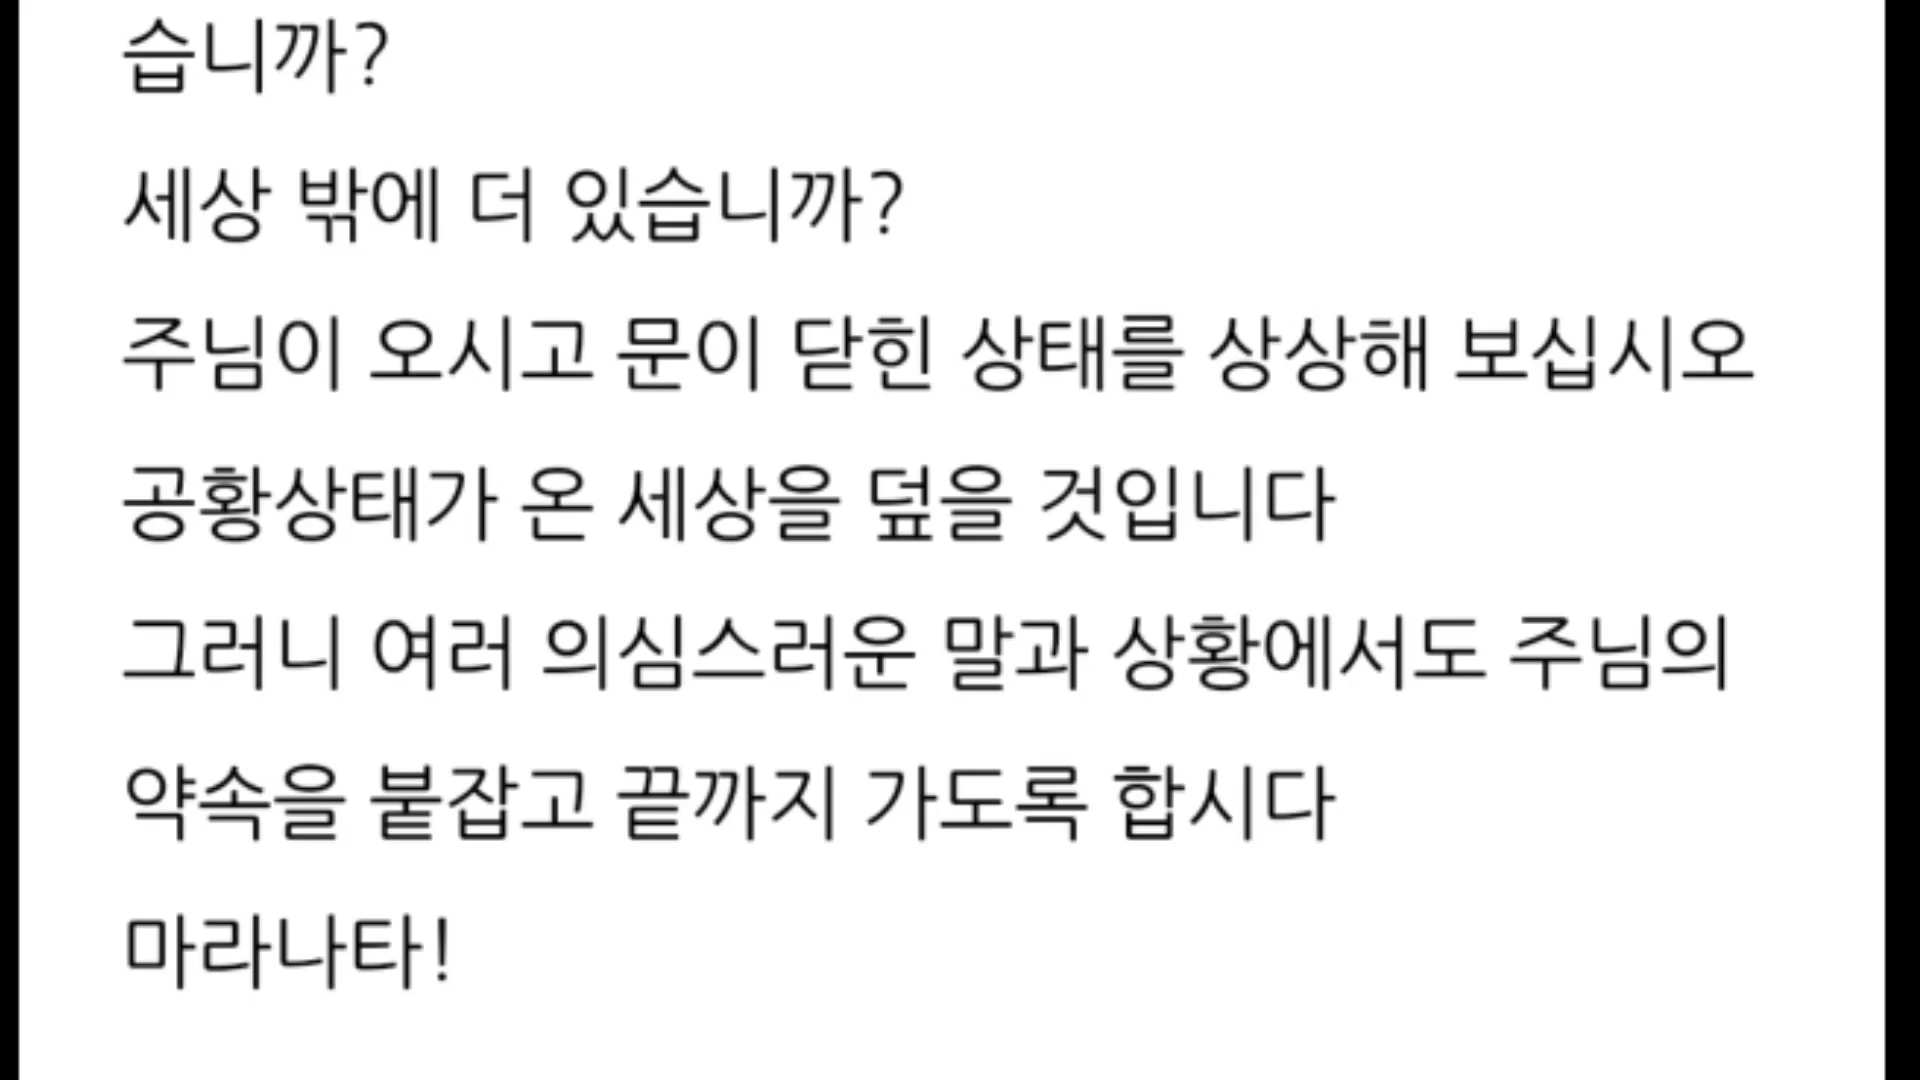 습니까?
세상 밖에 더 있습니까?
주님이 오시고 문이 닫힌 상태를 상상해 보십시오
공황상태가 온 세상을 덮을 것입니다
그러니 여러 의심스러운 말과 상황에서도 주님의
약속을 붙잡고 끝까지 가도록 합시다
마라나타!